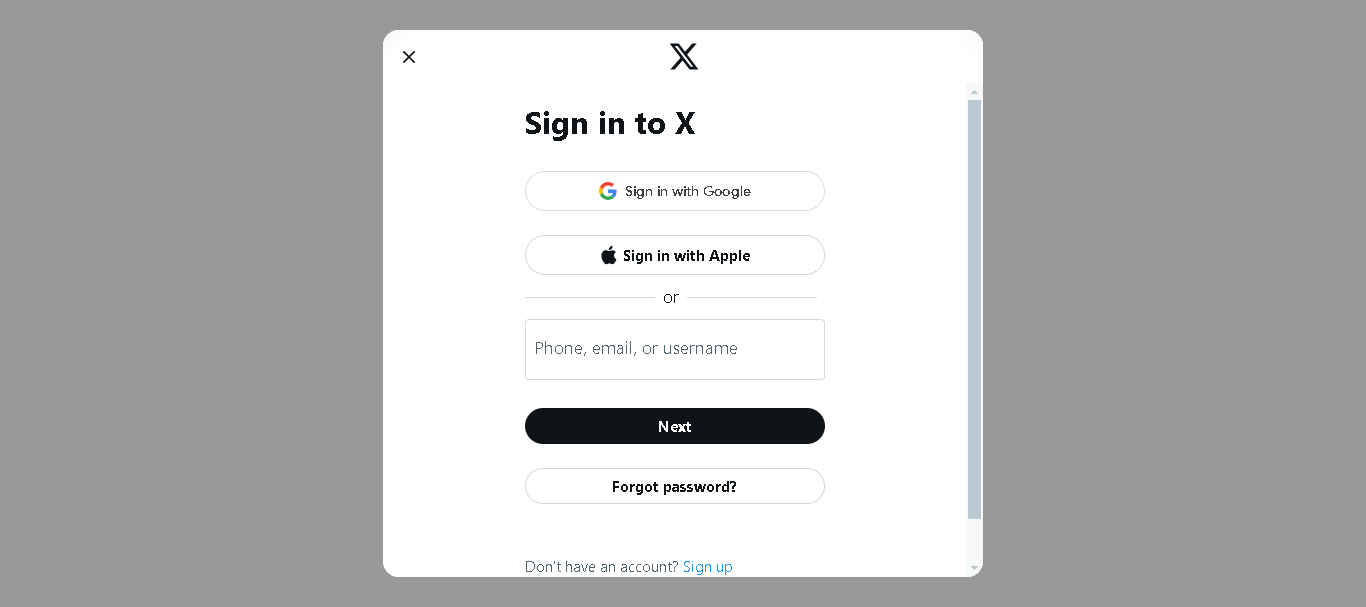 Sign in to X
Sign in with Google
Sign in with Apple
or
Phone, email, or username
Next
Forgot password?
Don't have an account? Sign up